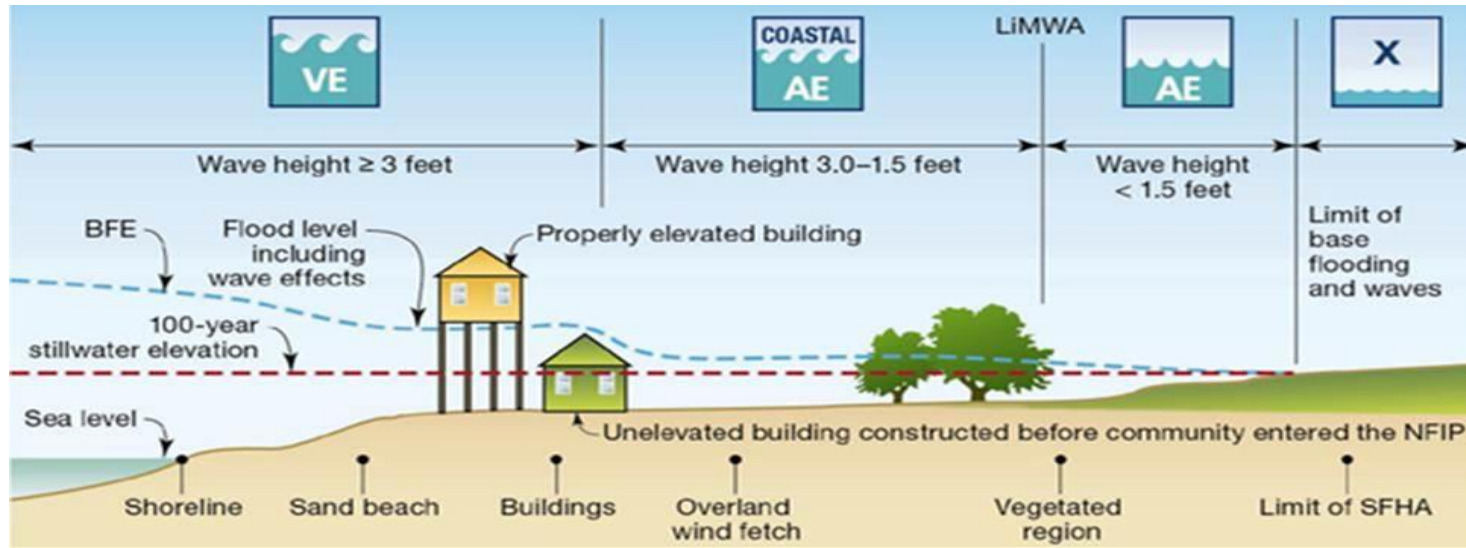 VE
COASTAL
AE
LiMWA
AE
X
Wave height ≥ 3 feet
Wave height 3.0–1.5 feet
Wave height
< 1.5 feet
BFE
Flood level
including
wave effects
Properly elevated building
Limit of
base
flooding
and waves
100-year
stillwater elevation
Sea level
Unelevated building constructed before community entered the NFIP
Shoreline
Sand beach
Buildings
Overland
wind fetch
Vegetated
region
Limit of SFHA